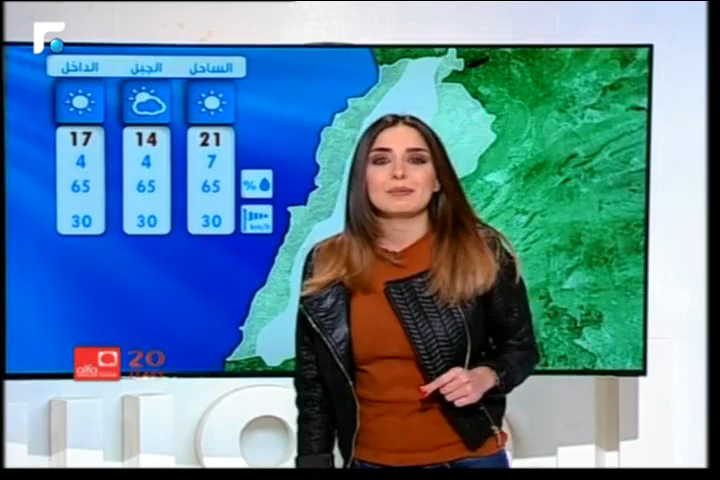 الداخل الجبل الساحل
17 14 21
4 4 7
65 65 65 %
30 30 30 km/h
alfa 20